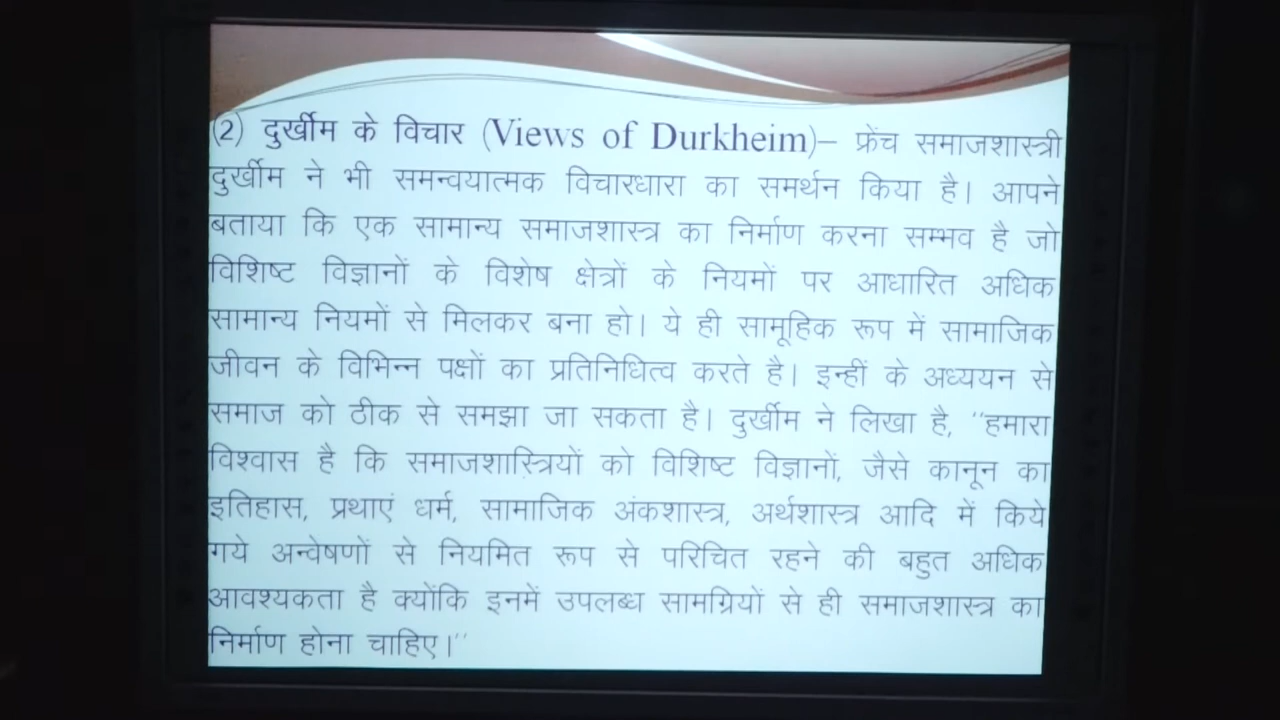 (2) दुर्खीम के विचार (Views of Durkheim)– फ्रेंच समाजशास्त्री
दुर्खीम ने भी समन्वयात्मक विचारधारा का समर्थन किया है। आपने
बताया कि एक सामान्य समाजशास्त्र का निर्माण करना सम्भव है जो
विशिष्ट विज्ञानों के विशेष क्षेत्रों के नियमों पर आधारित अधिक
सामान्य नियमों से मिलकर बना हो। ये ही सामूहिक रूप में सामाजिक
जीवन के विभिन्न पक्षों का प्रतिनिधित्व करते है। इन्हीं के अध्ययन से
समाज को ठीक से समझा जा सकता है। दुर्खीम ने लिखा है, ''हमारा
विश्वास है कि समाजशास्त्रियों को विशिष्ट विज्ञानों, जैसे कानून का
इतिहास, प्रथाएं धर्म, सामाजिक अंकशास्त्र, अर्थशास्त्र आदि में किये
गये अन्वेषणों से नियमित रूप से परिचित रहने की बहुत अधिक
आवश्यकता है क्योंकि इनमें उपलब्ध सामग्रियों से ही समाजशास्त्र का
निर्माण होना चाहिए।''